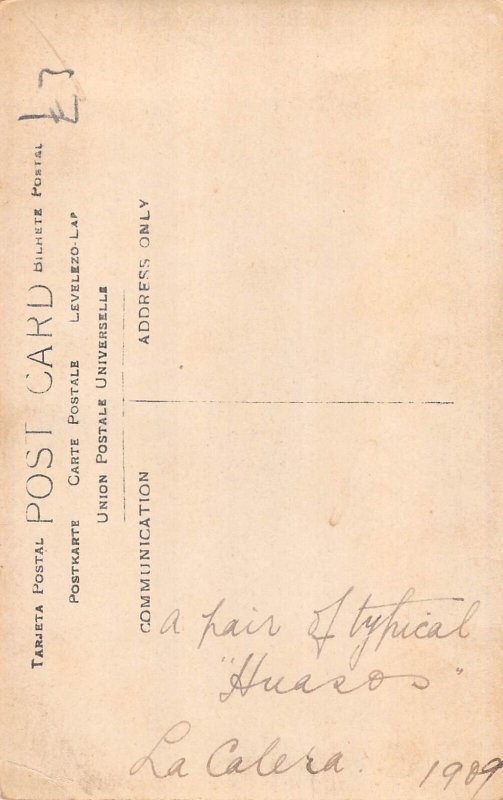 TARJETA POSTAL POST CARD BILHETE POSTAL
POSTKARTE CARTE POSTALE LEVELEZO-LAP
UNION POSTALE UNIVERSELLE
COMMUNICATION ADDRESS ONLY
£3
a pair of typical
"Huasos"
La Calera.
1909